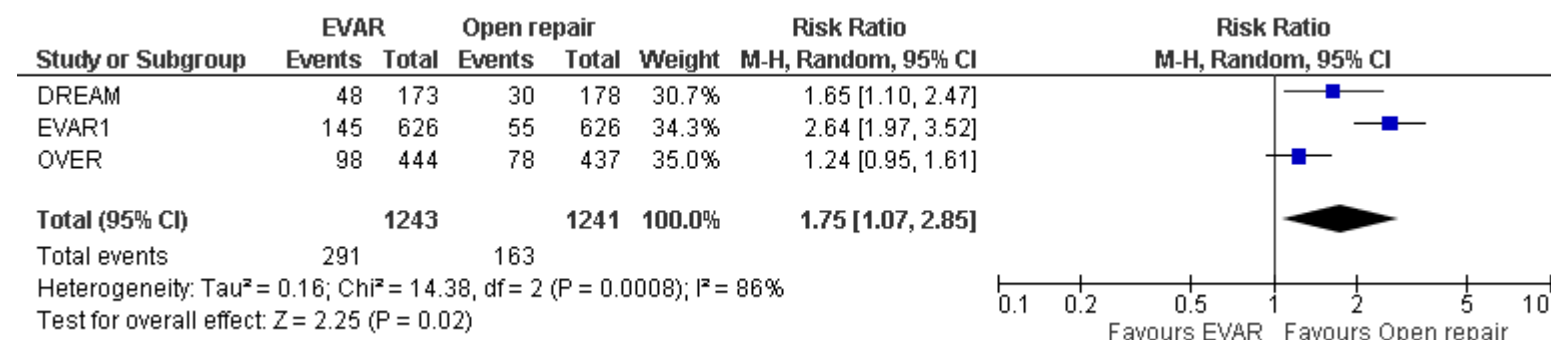 EVAR Open repair Risk Ratio Risk Ratio
Study or Subgroup Events Total Events Total Weight M-H, Random, 95% CI M-H, Random, 95% CI
DREAM 48 173 30 178 30.7% 1.65 [1.10, 2.47]
EVAR1 145 626 55 626 34.3% 2.64 [1.97, 3.52]
OVER 98 444 78 437 35.0% 1.24 [0.95, 1.61]
Total (95% CI) 1243 1241 100.0% 1.75 [1.07, 2.85]
Total events 291 163
Heterogeneity: Tau² = 0.16; Chi² = 14.38, df = 2 (P = 0.0008); I² = 86%
Test for overall effect: Z = 2.25 (P = 0.02)
0.1 0.2 0.5 1 2 5 10
Favours EVAR Favours Open repair